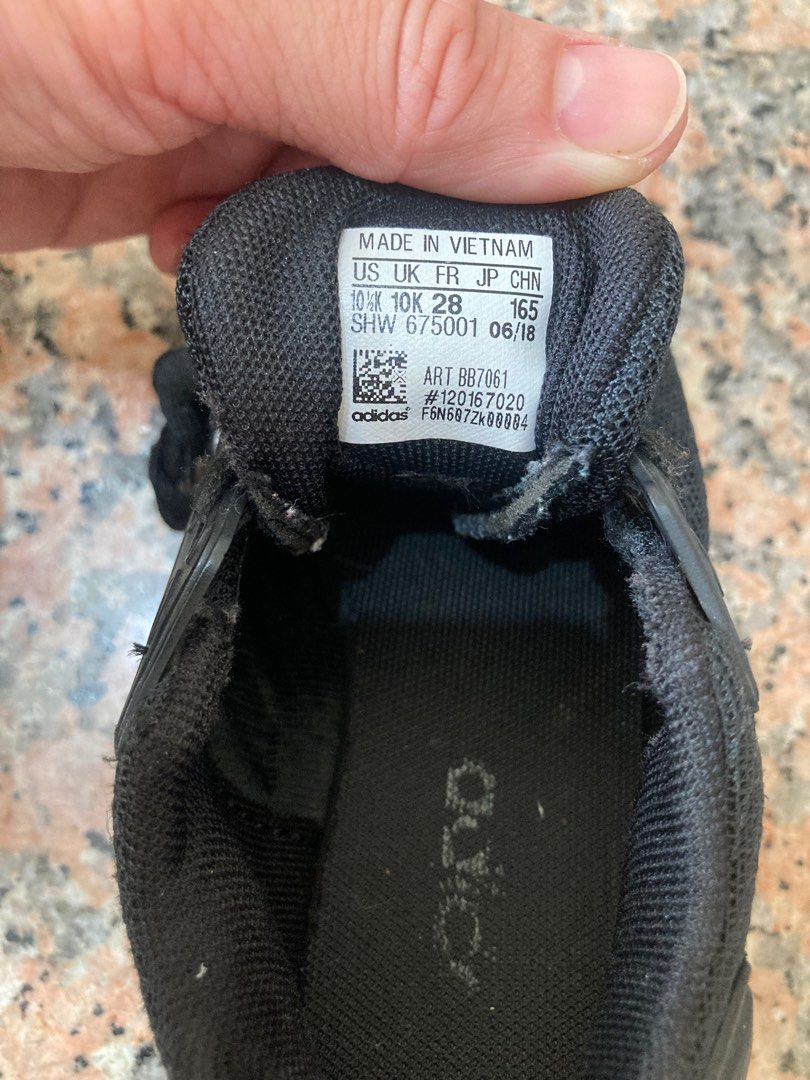 MADE IN VIETNAM
US UK FR JP CHN
10½K 10K 28 165
SHW 675001 06/18
ART BB7061
#120167020
adidas F6N607Zk00004